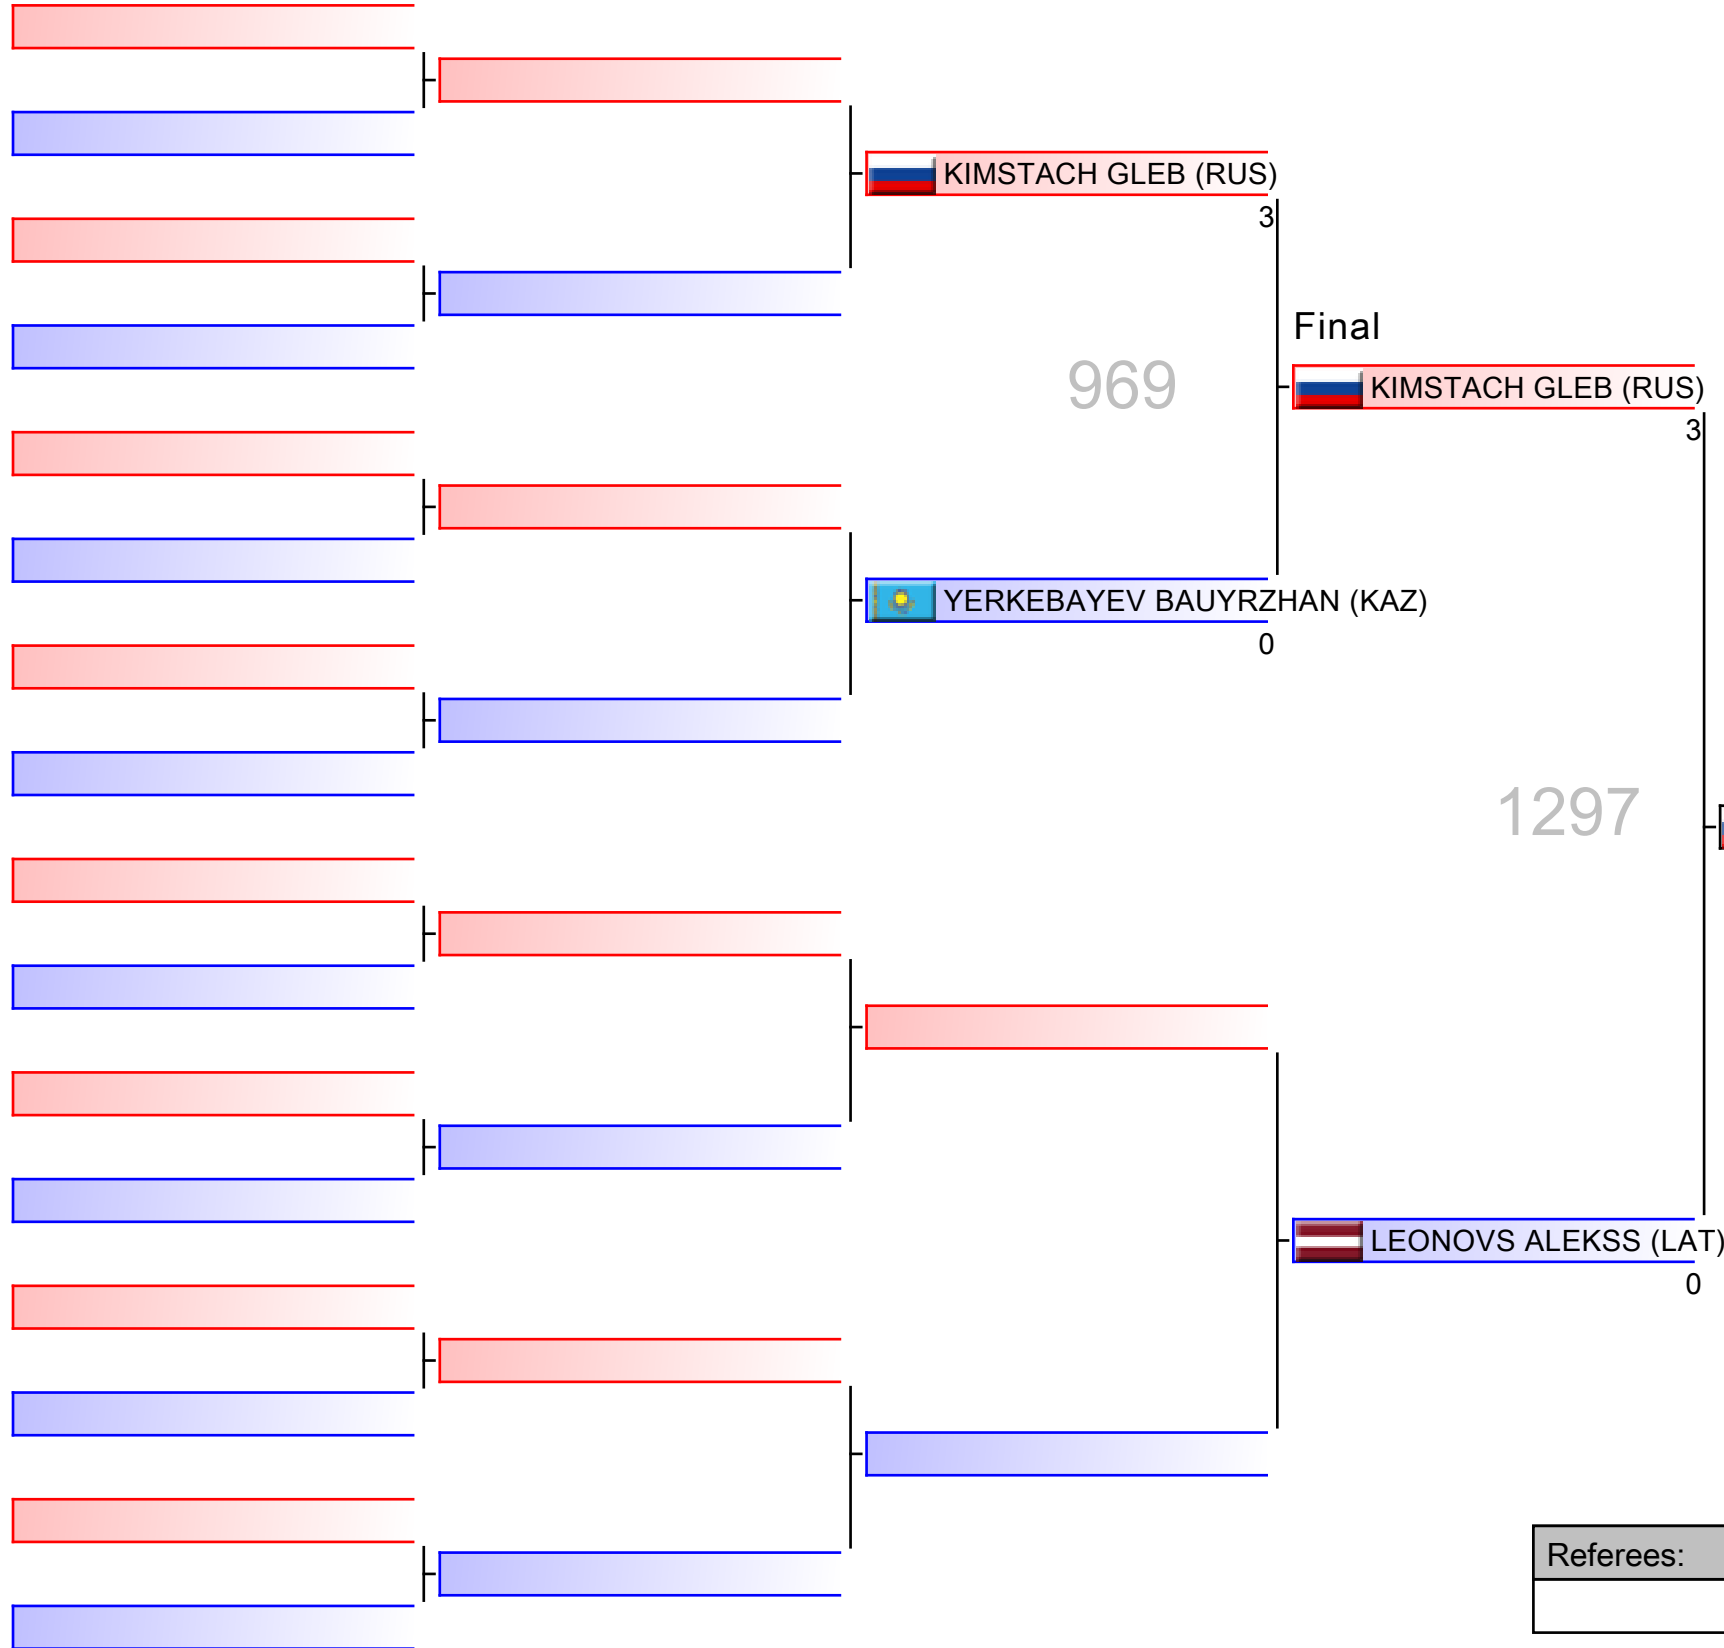 KIMSTACH GLEB (RUS)
3
Final
969
KIMSTACH GLEB (RUS)
3
YERKEBAYEV BAUYRZHAN (KAZ)
0
1297
LEONOVS ALEKSS (LAT)
0
Referees: